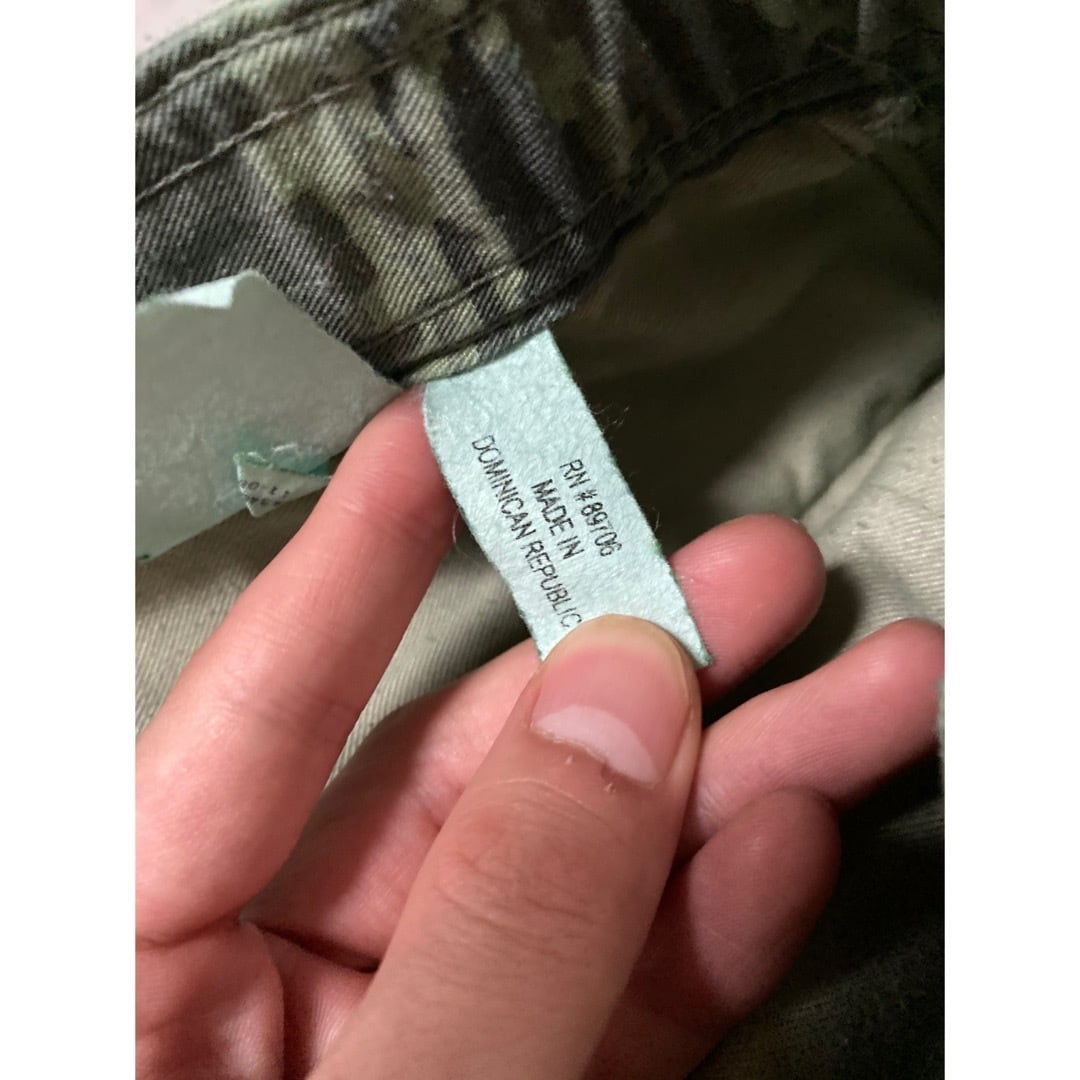 RN # 89706
MADE IN
DOMINICAN REPUBLIC